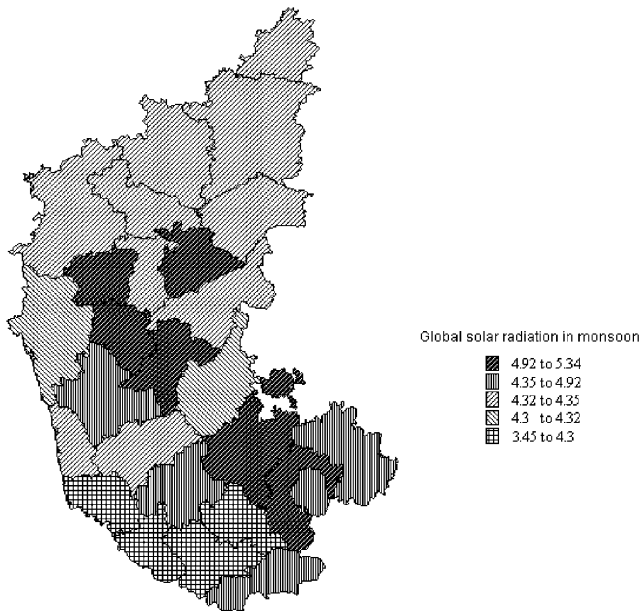 Global solar radiation in monsoon
4.92 to 5.34
4.35 to 4.92
4.32 to 4.35
4.3 to 4.32
3.45 to 4.3